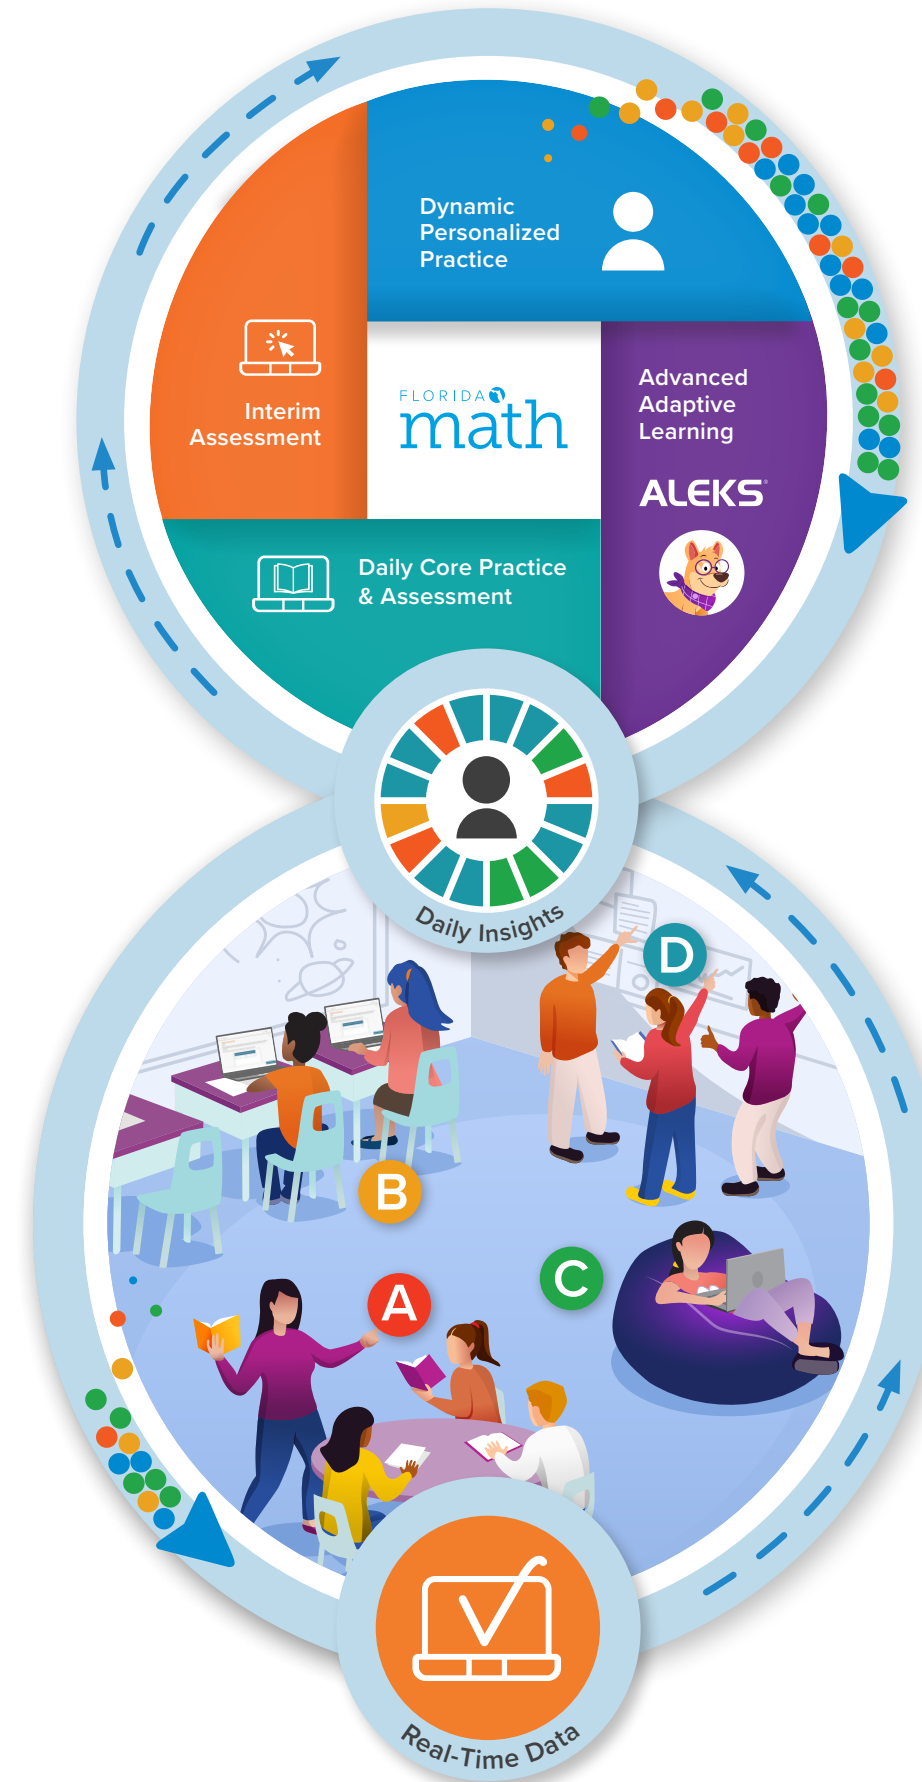 Dynamic
Personalized
Practice
Interim
Assessment
FLORIDA
math
Advanced
Adaptive
Learning
ALEKS®
Daily Core Practice
& Assessment
Daily Insights
D
B
C
A
Real-Time Data